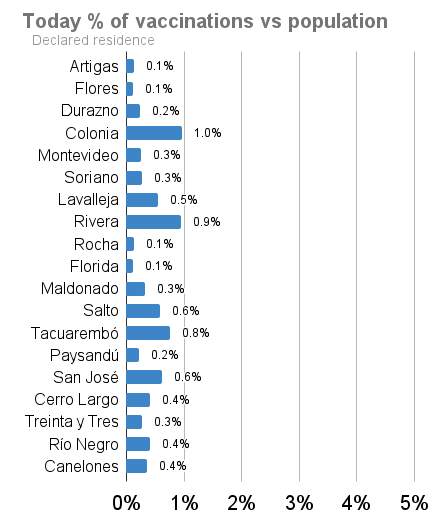 Today % of vaccinations vs population
Declared residence
Artigas 0.1%
Flores 0.1%
Durazno 0.2%
Colonia 1.0%
Montevideo 0.3%
Soriano 0.3%
Lavalleja 0.5%
Rivera 0.9%
Rocha 0.1%
Florida 0.1%
Maldonado 0.3%
Salto 0.6%
Tacuarembó 0.8%
Paysandú 0.2%
San José 0.6%
Cerro Largo 0.4%
Treinta y Tres 0.3%
Río Negro 0.4%
Canelones 0.4%
0% 1% 2% 3% 4% 5%